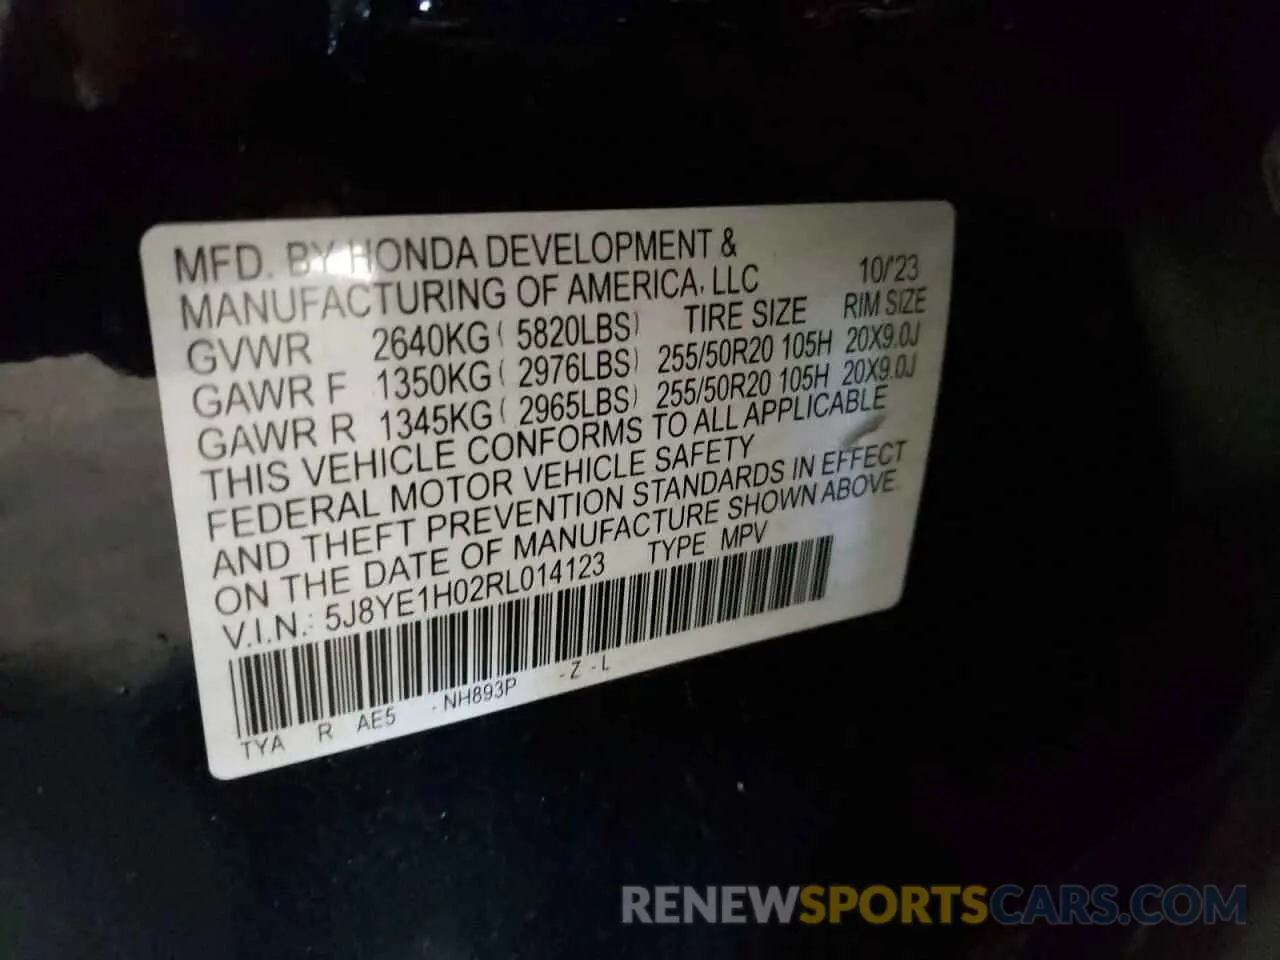 MFD. BY HONDA DEVELOPMENT &
MANUFACTURING OF AMERICA, LLC 10/'23
GVWR 2640KG ( 5820LBS) TIRE SIZE RIM SIZE
GAWR F 1350KG ( 2976LBS) 255/50R20 105H 20X9.0J
GAWR R 1345KG ( 2965LBS) 255/50R20 105H 20X9.0J
THIS VEHICLE CONFORMS TO ALL APPLICABLE
FEDERAL MOTOR VEHICLE SAFETY
AND THEFT PREVENTION STANDARDS IN EFFECT
ON THE DATE OF MANUFACTURE SHOWN ABOVE.
V.I.N.: 5J8YE1H02RL014123 TYPE MPV
TYA R AE5 -NH893P -Z -L
RENEWSPORTSCARS.COM